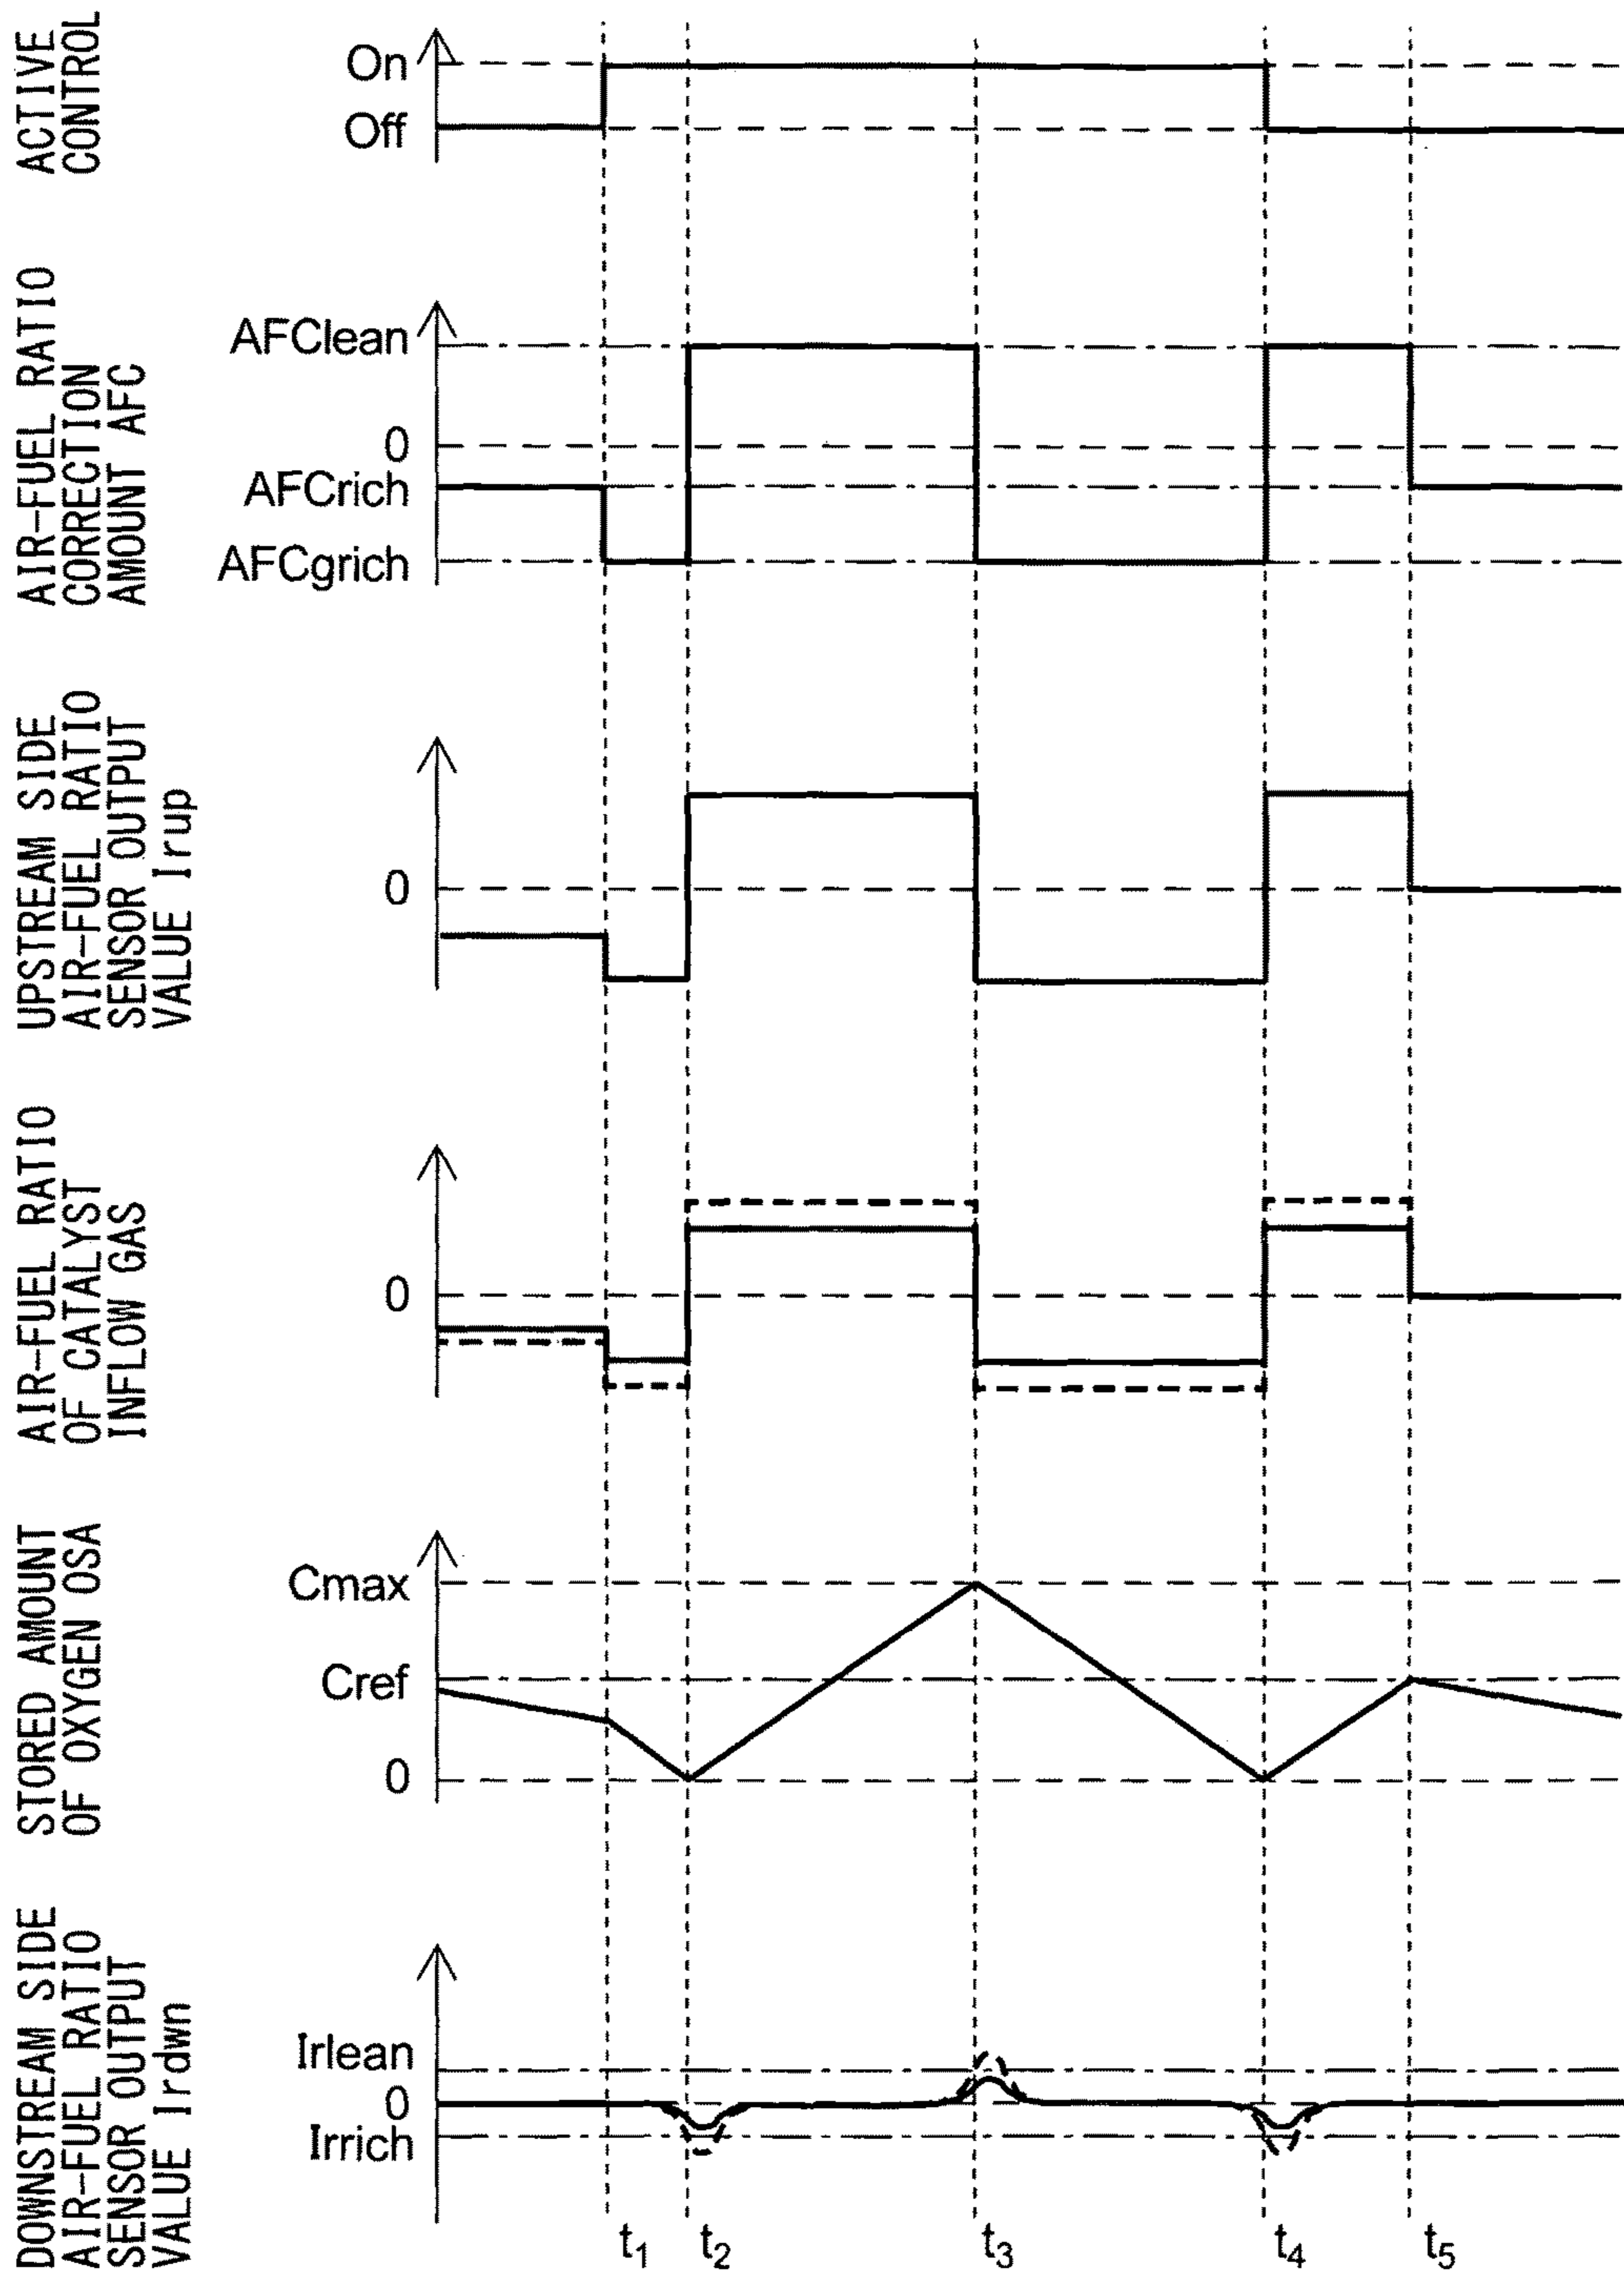 ACTIVE
CONTROL
On
Off
AIR-FUEL RATIO
CORRECTION
AMOUNT AFC
AFClean
0
AFCrich
AFCgrich
UPSTREAM SIDE
AIR-FUEL RATIO
SENSOR OUTPUT
VALUE Irup
0
AIR-FUEL RATIO
OF CATALYST
INFLOW GAS
0
STORED AMOUNT
OF OXYGEN OSA
Cmax
Cref
0
DOWNSTREAM SIDE
AIR-FUEL RATIO
SENSOR OUTPUT
VALUE Irdwn
Irlean
0
Irrich
t1 t2 t3 t4 t5